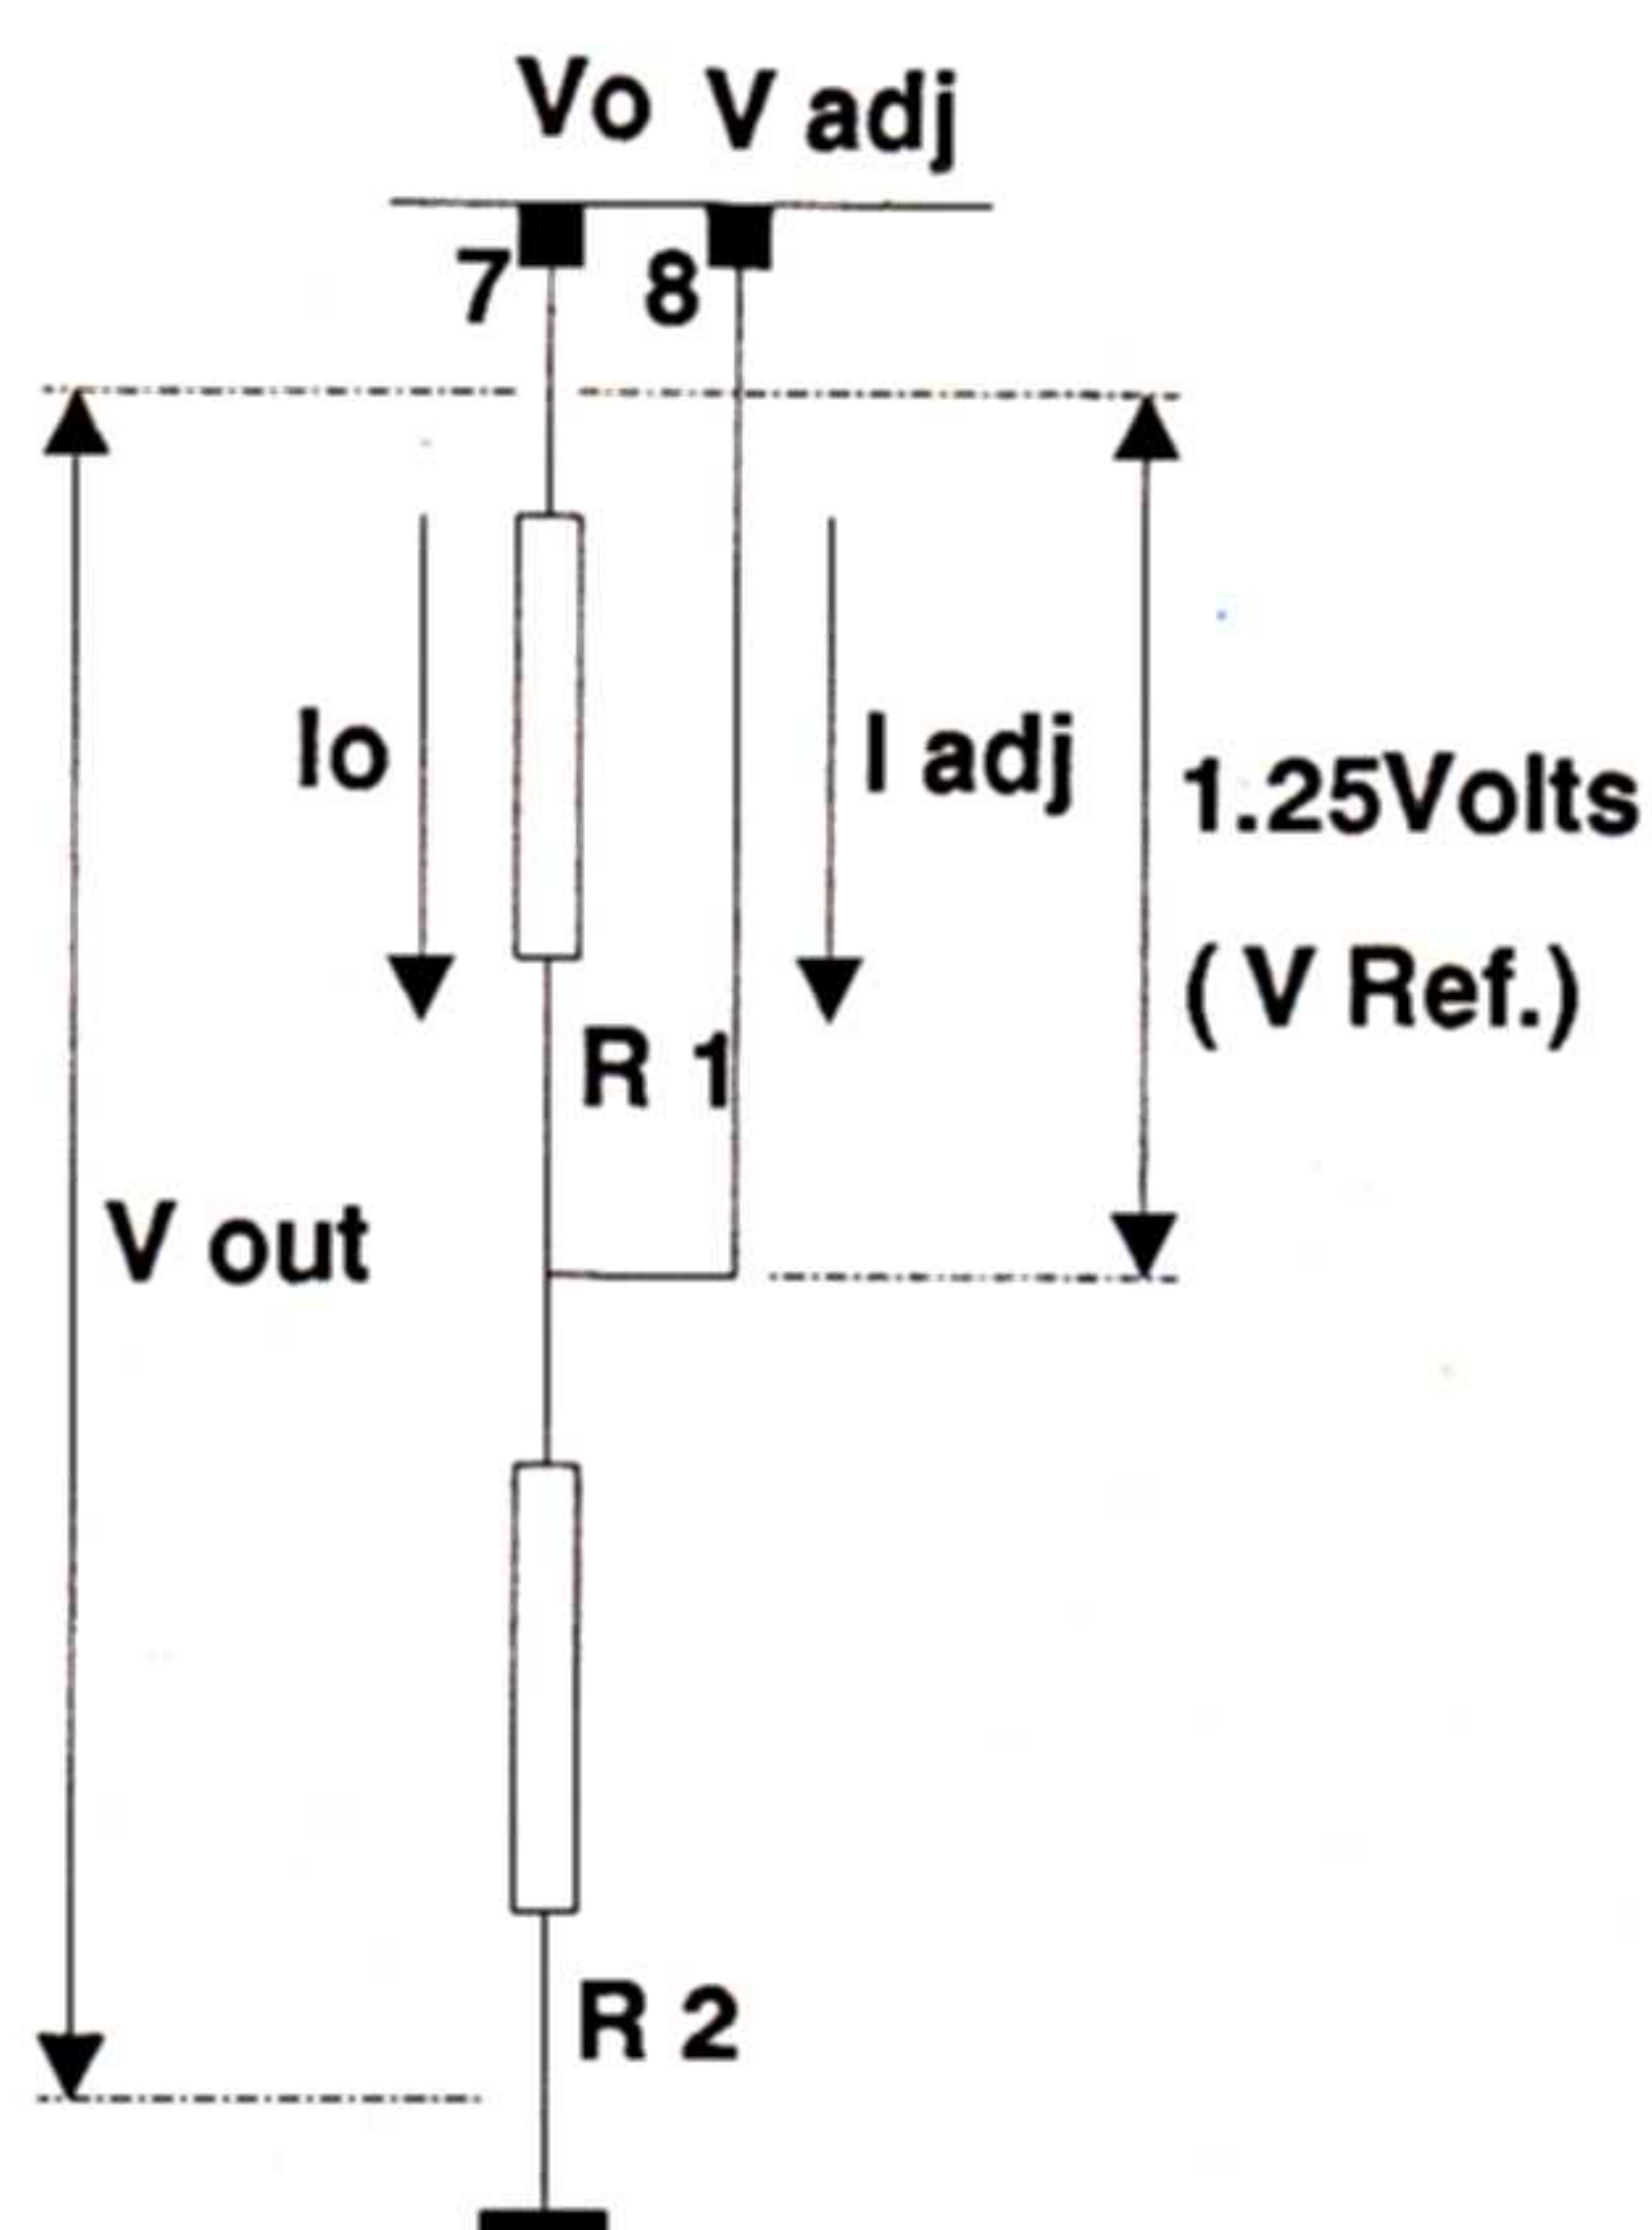 Vo V adj
7 8
Io I adj
1.25Volts
( V Ref.)
R 1
V out
R 2